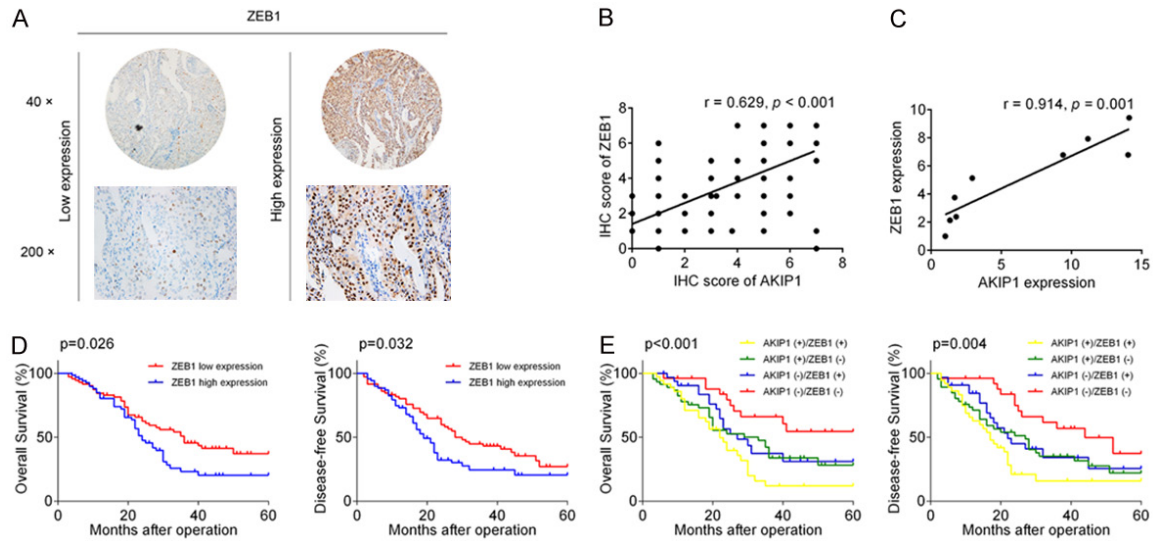 A
ZEB1
Low expression
High expression
40 ×
200 ×
B
r = 0.629, p < 0.001
IHC score of ZEB1
8
6
4
2
0
0 2 4 6 8
IHC score of AKIP1
C
r = 0.914, p = 0.001
ZEB1 expression
10
8
6
4
2
0
0 5 10 15
AKIP1 expression
D
p=0.026
ZEB1 low expression
ZEB1 high expression
Overall Survival (%)
100
50
0
0 20 40 60
Months after operation
p=0.032
ZEB1 low expression
ZEB1 high expression
Disease-free Survival (%)
100
50
0
0 20 40 60
Months after operation
E
p<0.001
AKIP1 (+)/ZEB1 (+)
AKIP1 (+)/ZEB1 (-)
AKIP1 (-)/ZEB1 (+)
AKIP1 (-)/ZEB1 (-)
Overall Survival (%)
100
50
0
0 20 40 60
Months after operation
p=0.004
AKIP1 (+)/ZEB1 (+)
AKIP1 (+)/ZEB1 (-)
AKIP1 (-)/ZEB1 (+)
AKIP1 (-)/ZEB1 (-)
Disease-free Survival (%)
100
50
0
0 20 40 60
Months after operation